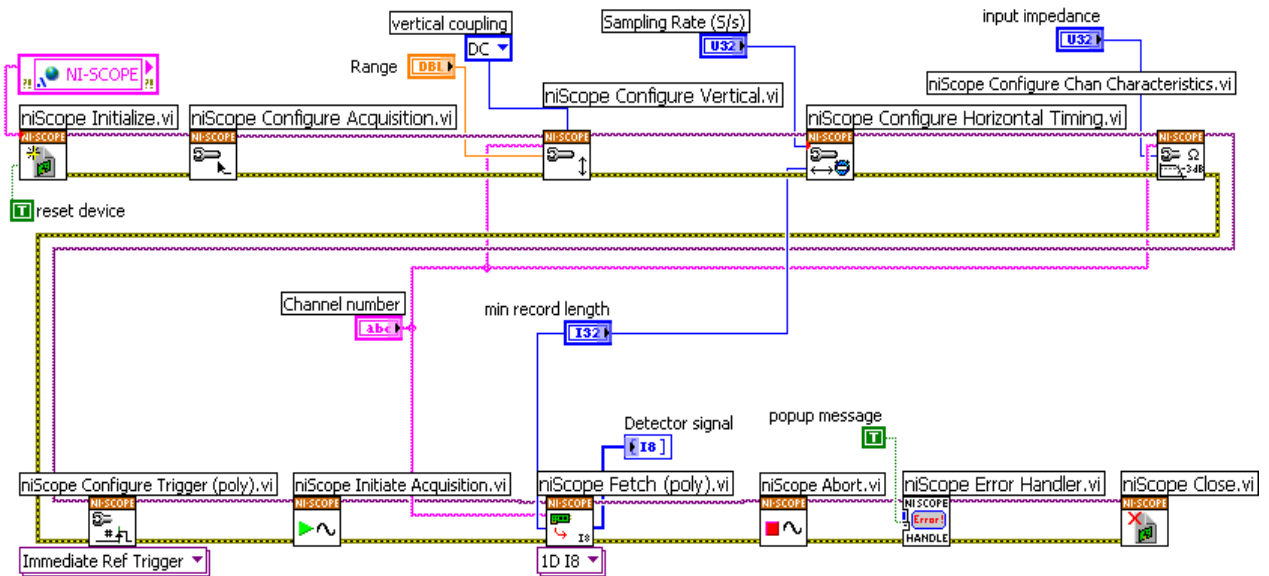 vertical coupling
DC
Sampling Rate (S/s)
U32
input impedance
U32
Range
DBL
?! NI-SCOPE ?!
niScope Configure Chan Characteristics.vi
niScope Configure Vertical.vi
niScope Initialize.vi
niScope Configure Acquisition.vi
niScope Configure Horizontal Timing.vi
NI-SCOPE
NI-SCOPE
NI-SCOPE
NI-SCOPE
NI-SCOPE
Ω
-3dB
T reset device
Channel number
abc
min record length
I32
Detector signal
I8
popup message
T
niScope Configure Trigger (poly).vi
niScope Initiate Acquisition.vi
niScope Fetch (poly).vi
niScope Abort.vi
niScope Error Handler.vi
niScope Close.vi
NI-SCOPE
NI-SCOPE
NI-SCOPE
NI-SCOPE
NI SCOPE
NI-SCOPE
#
I8
Error!
HANDLE
Immediate Ref Trigger
1D I8